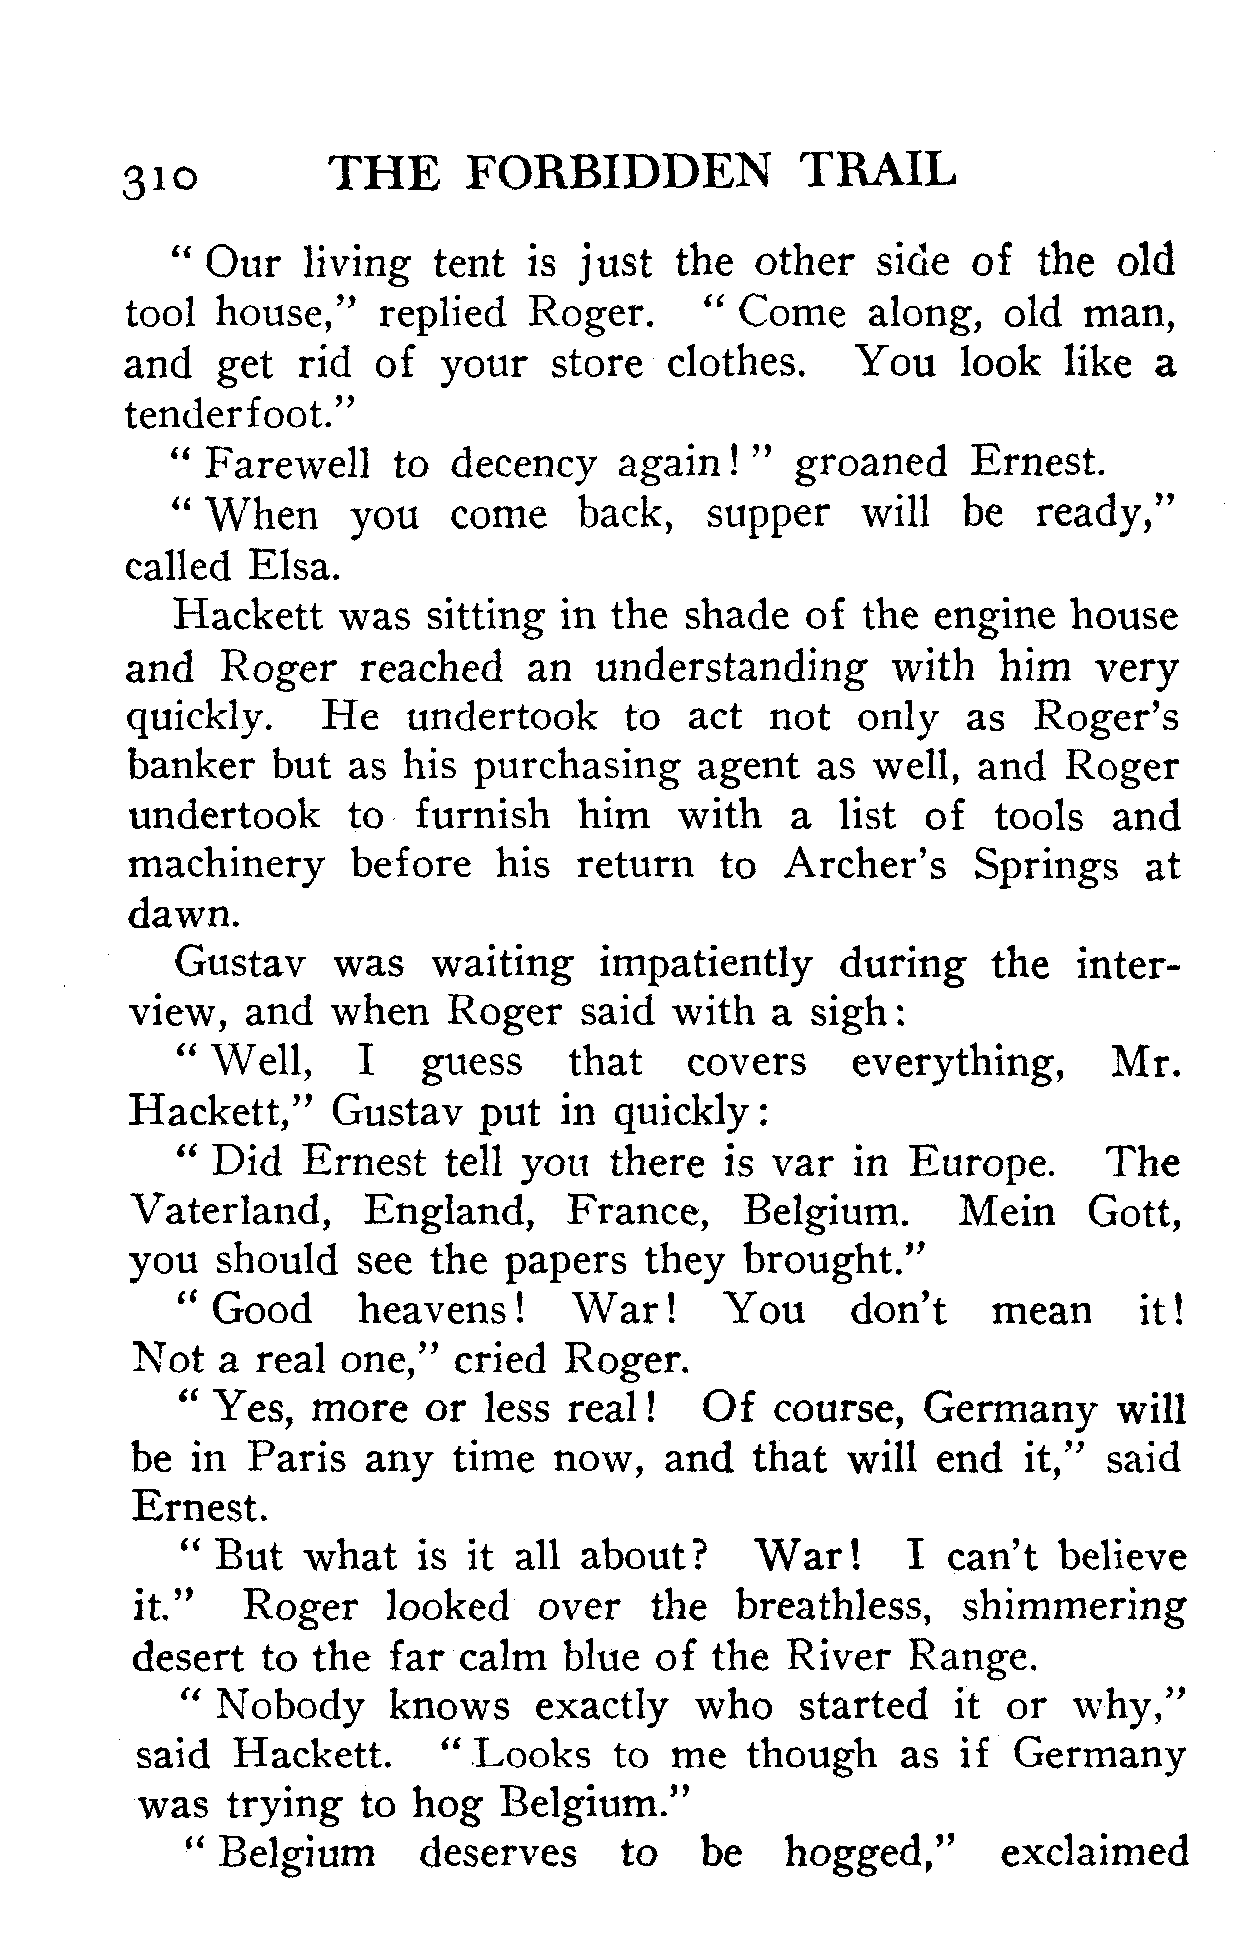 310 THE FORBIDDEN TRAIL
" Our living tent is just the other side of the old
tool house," replied Roger. " Come along, old man,
and get rid of your store clothes. You look like a
tenderfoot."
" Farewell to decency again! " groaned Ernest.
" When you come back, supper will be ready,"
called Elsa.
Hackett was sitting in the shade of the engine house
and Roger reached an understanding with him very
quickly. He undertook to act not only as Roger's
banker but as his purchasing agent as well, and Roger
undertook to furnish him with a list of tools and
machinery before his return to Archer's Springs at
dawn.
Gustav was waiting impatiently during the inter-
view, and when Roger said with a sigh:
" Well, I guess that covers everything, Mr.
Hackett," Gustav put in quickly:
" Did Ernest tell you there is var in Europe. The
Vaterland, England, France, Belgium. Mein Gott,
you should see the papers they brought."
" Good heavens! War! You don't mean it!
Not a real one," cried Roger.
" Yes, more or less real! Of course, Germany will
be in Paris any time now, and that will end it," said
Ernest.
" But what is it all about? War! I can't believe
it." Roger looked over the breathless, shimmering
desert to the far calm blue of the River Range.
" Nobody knows exactly who started it or why,"
said Hackett. " Looks to me though as if Germany
was trying to hog Belgium."
" Belgium deserves to be hogged," exclaimed